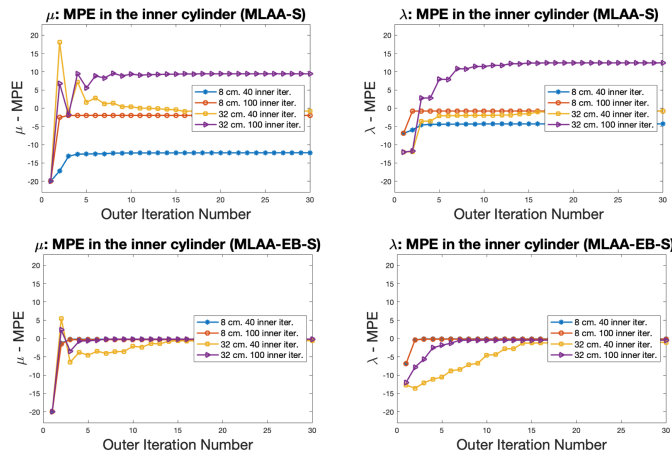 μ: MPE in the inner cylinder (MLAA-S)
μ - MPE
20
15
10
5
0
-5
-10
-15
-20
8 cm. 40 inner iter.
8 cm. 100 inner iter.
32 cm. 40 inner iter.
32 cm. 100 inner iter.
0 5 10 15 20 25 30
Outer Iteration Number
λ: MPE in the inner cylinder (MLAA-S)
λ - MPE
20
15
10
5
0
-5
-10
-15
-20
8 cm. 40 inner iter.
8 cm. 100 inner iter.
32 cm. 40 inner iter.
32 cm. 100 inner iter.
0 5 10 15 20 25 30
Outer Iteration Number
μ: MPE in the inner cylinder (MLAA-EB-S)
μ - MPE
20
15
10
5
0
-5
-10
-15
-20
8 cm. 40 inner iter.
8 cm. 100 inner iter.
32 cm. 40 inner iter.
32 cm. 100 inner iter.
0 5 10 15 20 25 30
Outer Iteration Number
λ: MPE in the inner cylinder (MLAA-EB-S)
λ - MPE
20
15
10
5
0
-5
-10
-15
-20
8 cm. 40 inner iter.
8 cm. 100 inner iter.
32 cm. 40 inner iter.
32 cm. 100 inner iter.
0 5 10 15 20 25 30
Outer Iteration Number